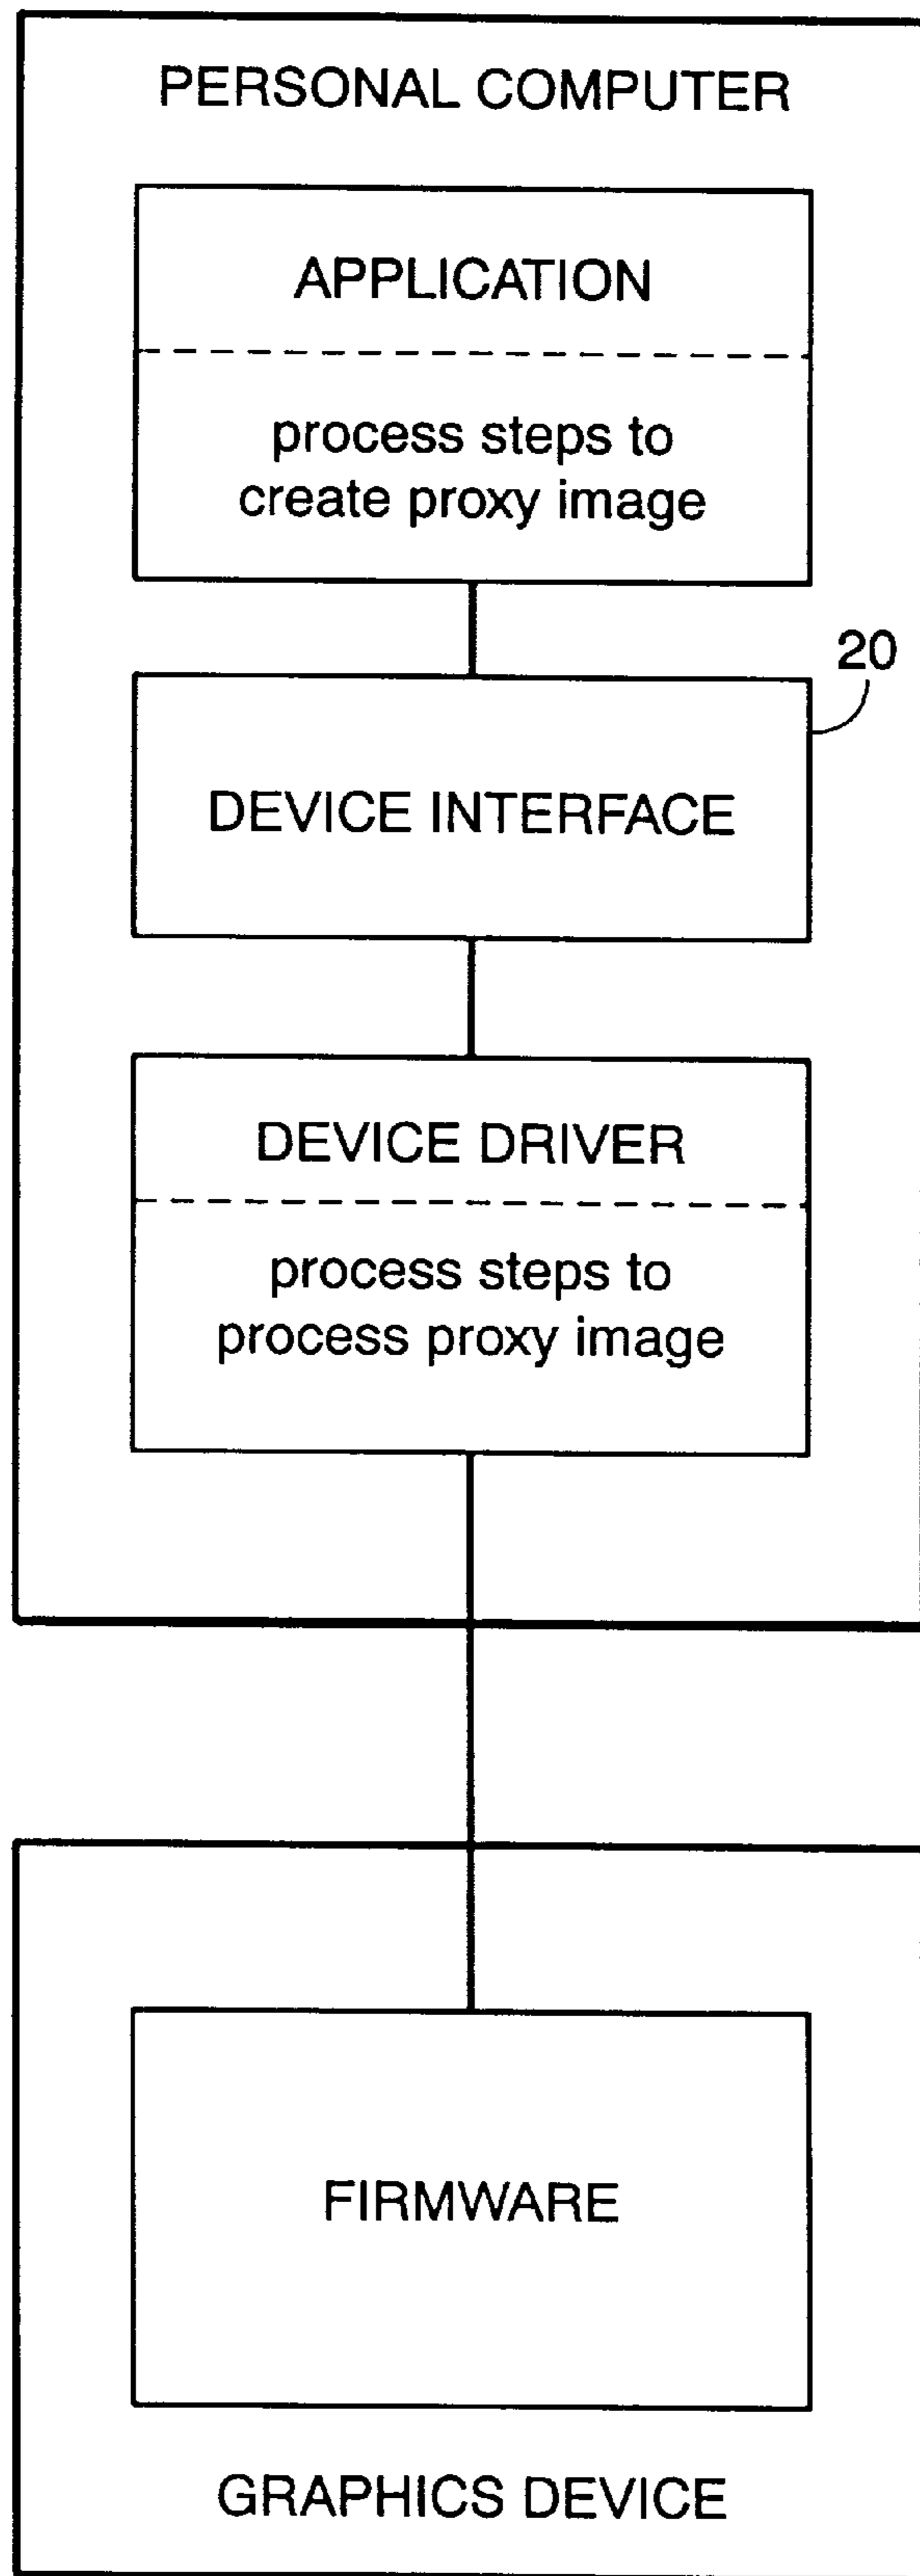 PERSONAL COMPUTER
APPLICATION
process steps to
create proxy image
20
DEVICE INTERFACE
DEVICE DRIVER
process steps to
process proxy image
FIRMWARE
GRAPHICS DEVICE